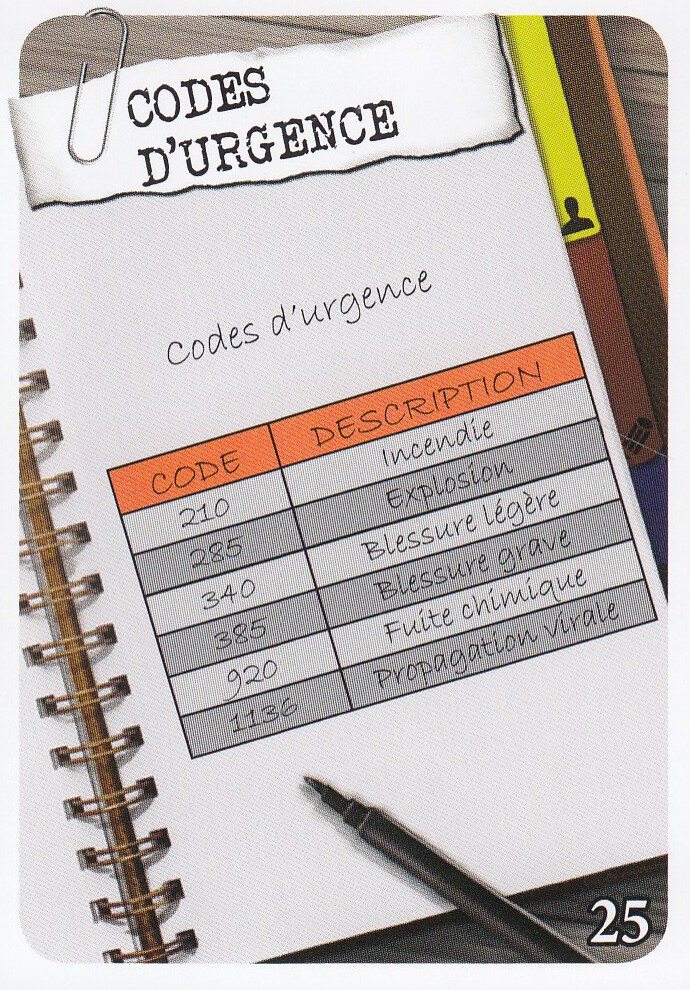 CODES
D'URGENCE
Codes d'urgence
CODE DESCRIPTION
210 Incendie
285 Explosion
340 Blessure légère
385 Blessure grave
920 Fuite chimique
1136 Propagation virale
25